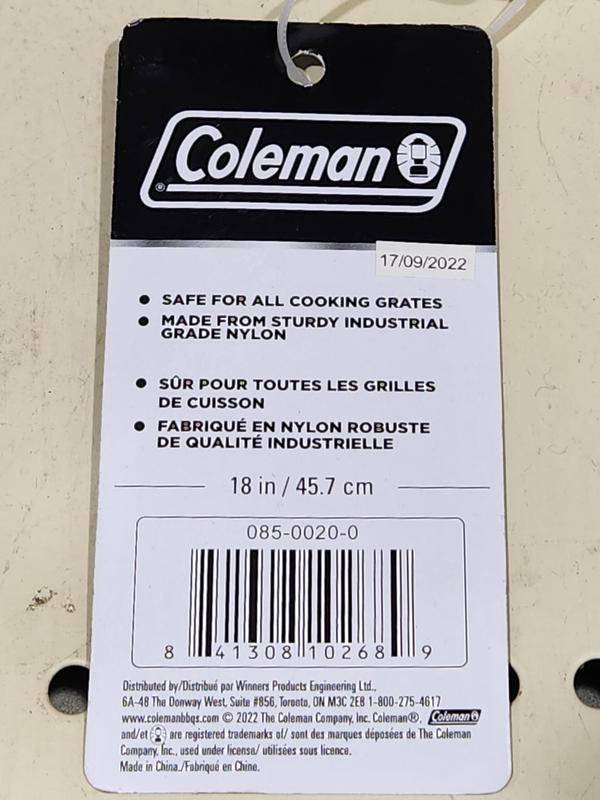 Coleman
®
17/09/2022
• SAFE FOR ALL COOKING GRATES
• MADE FROM STURDY INDUSTRIAL
GRADE NYLON
• SÛR POUR TOUTES LES GRILLES
DE CUISSON
• FABRIQUÉ EN NYLON ROBUSTE
DE QUALITÉ INDUSTRIELLE
18 in / 45.7 cm
085-0020-0
8 41308 10268 9
Distributed by/Distribué par Winners Products Engineering Ltd.,
6A-48 The Donway West, Suite #856, Toronto, ON M3C 2E8 1-800-275-4617
www.colemanbbqs.com © 2022 The Coleman Company, Inc. Coleman®, Coleman
and/et are registered trademarks of/ sont des marques déposées de The Coleman
Company, Inc., used under license/ utilisées sous licence.
Made in China./Fabriqué en Chine.